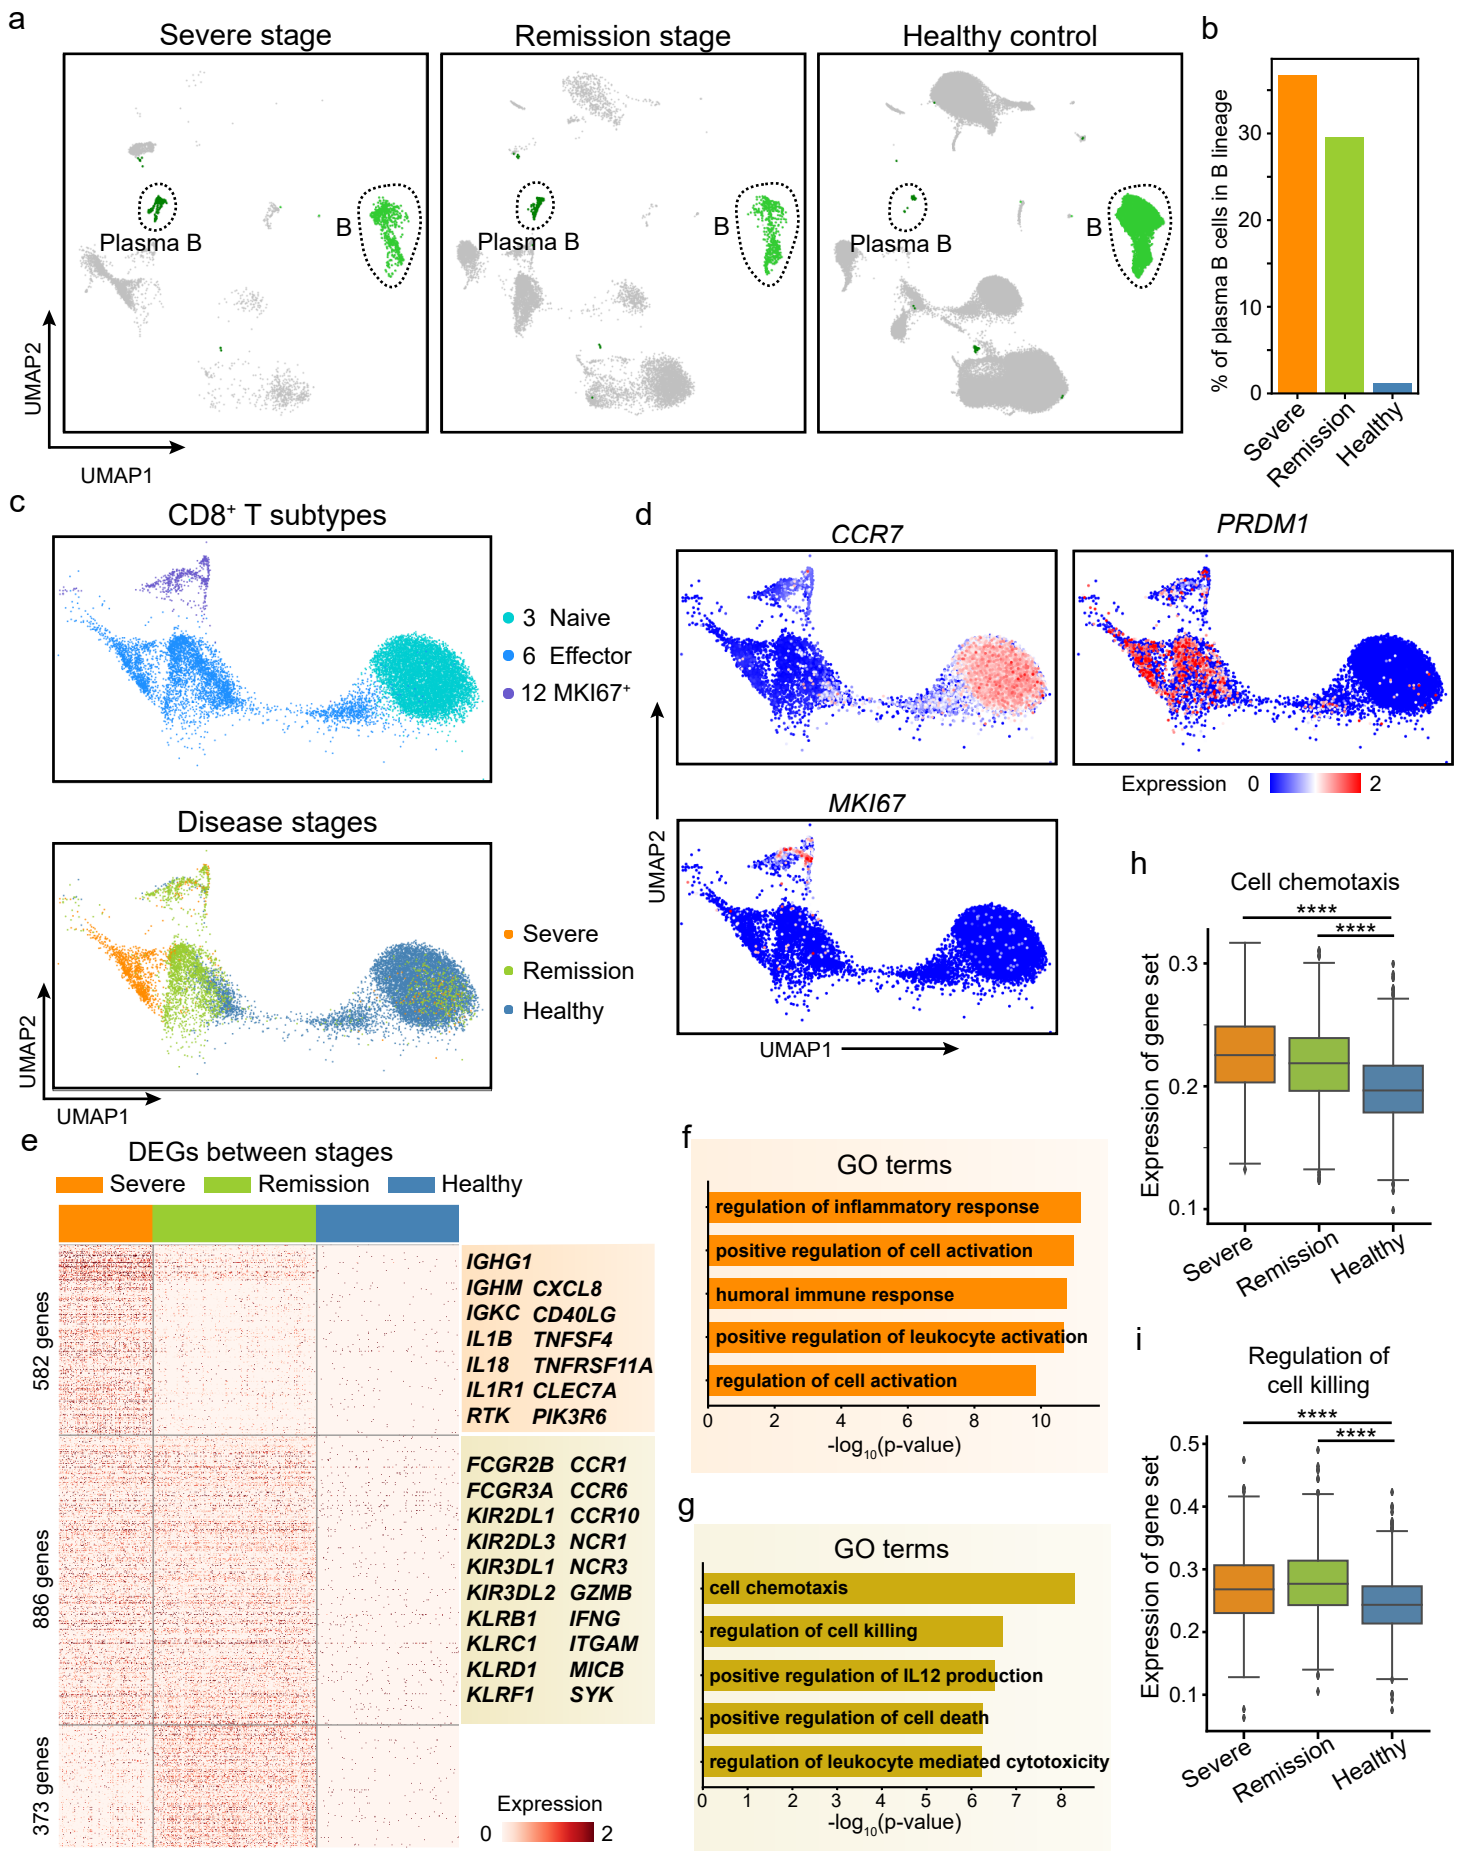 a
Severe stage
Remission stage
Healthy control
Plasma B
B
Plasma B
B
Plasma B
B
UMAP2
UMAP1
b
% of plasma B cells in B lineage
30
20
10
0
Severe
Remission
Healthy
c
CD8+ T subtypes
3 Naive
6 Effector
12 MKI67+
Disease stages
Severe
Remission
Healthy
UMAP2
UMAP1
d
CCR7
PRDM1
Expression 0 2
MKI67
UMAP2
UMAP1
e
DEGs between stages
Severe Remission Healthy
582 genes
886 genes
373 genes
IGHG1
IGHM CXCL8
IGKC CD40LG
IL1B TNFSF4
IL18 TNFRSF11A
IL1R1 CLEC7A
RTK PIK3R6
FCGR2B CCR1
FCGR3A CCR6
KIR2DL1 CCR10
KIR2DL3 NCR1
KIR3DL1 NCR3
KIR3DL2 GZMB
KLRB1 IFNG
KLRC1 ITGAM
KLRD1 MICB
KLRF1 SYK
Expression
0 2
f
GO terms
regulation of inflammatory response
positive regulation of cell activation
humoral immune response
positive regulation of leukocyte activation
regulation of cell activation
0 2 4 6 8 10
-log10(p-value)
g
GO terms
cell chemotaxis
regulation of cell killing
positive regulation of IL12 production
positive regulation of cell death
regulation of leukocyte mediated cytotoxicity
0 1 2 3 4 5 6 7 8
-log10(p-value)
h
Cell chemotaxis
****
****
Expression of gene set
0.3
0.2
0.1
Severe
Remission
Healthy
i
Regulation of
cell killing
****
****
Expression of gene set
0.5
0.4
0.3
0.2
0.1
Severe
Remission
Healthy